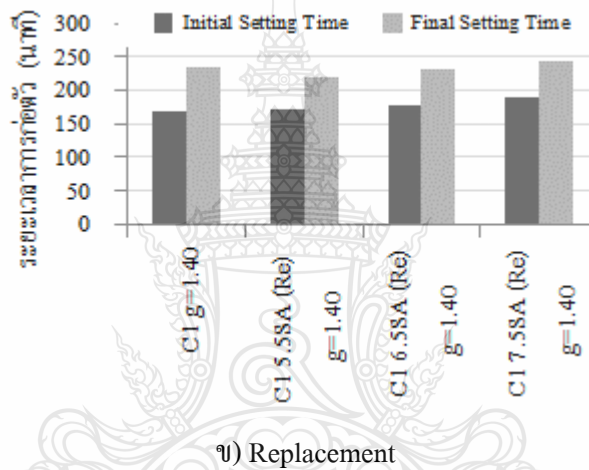 300
250
200
150
100
50
0
ระยะเวลาการก่อตัว (นาที)
Initial Setting Time
Final Setting Time
C1 g=1.40
C1 5.5SA (Re)
g=1.40
C1 6.5SA (Re)
g=1.40
C1 7.5SA (Re)
g=1.40
ข) Replacement